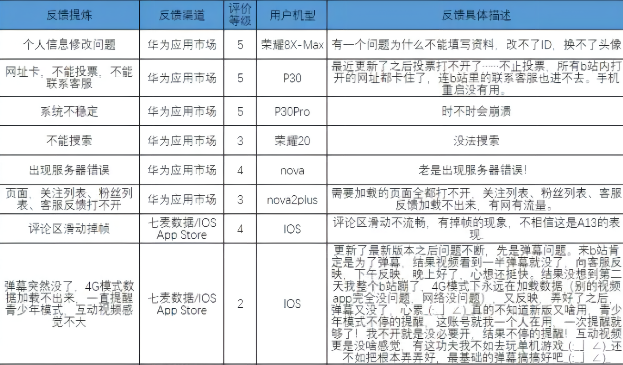 反馈提炼 反馈渠道 评价等级 用户机型 反馈具体描述
个人信息修改问题 华为应用市场 5 荣耀8X-Max 有一个问题为什么不能填写资料，改不了ID，换不了头像
网址卡，不能投票，不能联系客服 华为应用市场 5 P30 最近更新了之后投票打不开了……不止投票，所有b站内打开的网址都卡住了，连b站里的联系客服也进不去。手机重启没有用。
系统不稳定 华为应用市场 5 P30Pro 时不时会崩溃
不能搜索 华为应用市场 3 荣耀20 没法搜索
出现服务器错误 华为应用市场 4 nova 老是出现服务器错误！
页面，关注列表、粉丝列表、客服反馈打不开 华为应用市场 3 nova2plus 需要加载的页面全都打不开，关注列表、粉丝列表、客服反馈加载不出来，有网有流量。
评论区滑动掉帧 七麦数据/IOS App Store 4 IOS 评论区滑动不流畅，有掉帧的现象，不相信这是A13的表现.
弹幕突然没了，4G模式数据加载不出来，一直提醒青少年模式，互动视频感觉不大 七麦数据/IOS App Store 2 IOS 更新了最新版本之后问题不断，先是弹幕问题。来b站肯定是为了弹幕，结果视频看到一半弹幕就没了，向客服反映，下午反映，晚上好了，心想还挺快。结果没想到第二天我整个b站蹦了，4G模式下永远在加载数据（别的视频app完全没问题，网络没问题），又反映，弄好了之后，弹幕又没了，心累_(:_」∠)_真的不知道新版又啥用，青少年模式不停的提醒，这账号就我一个人在用，一次提醒就够了！我不开就是没必要开，结果不停的提醒！互动视频更是没啥感觉，有这功夫我不如去玩单机游戏_(:_」∠)_还不如把根本弄弄好，最基础的弹幕搞搞好吧_(:_」∠)_